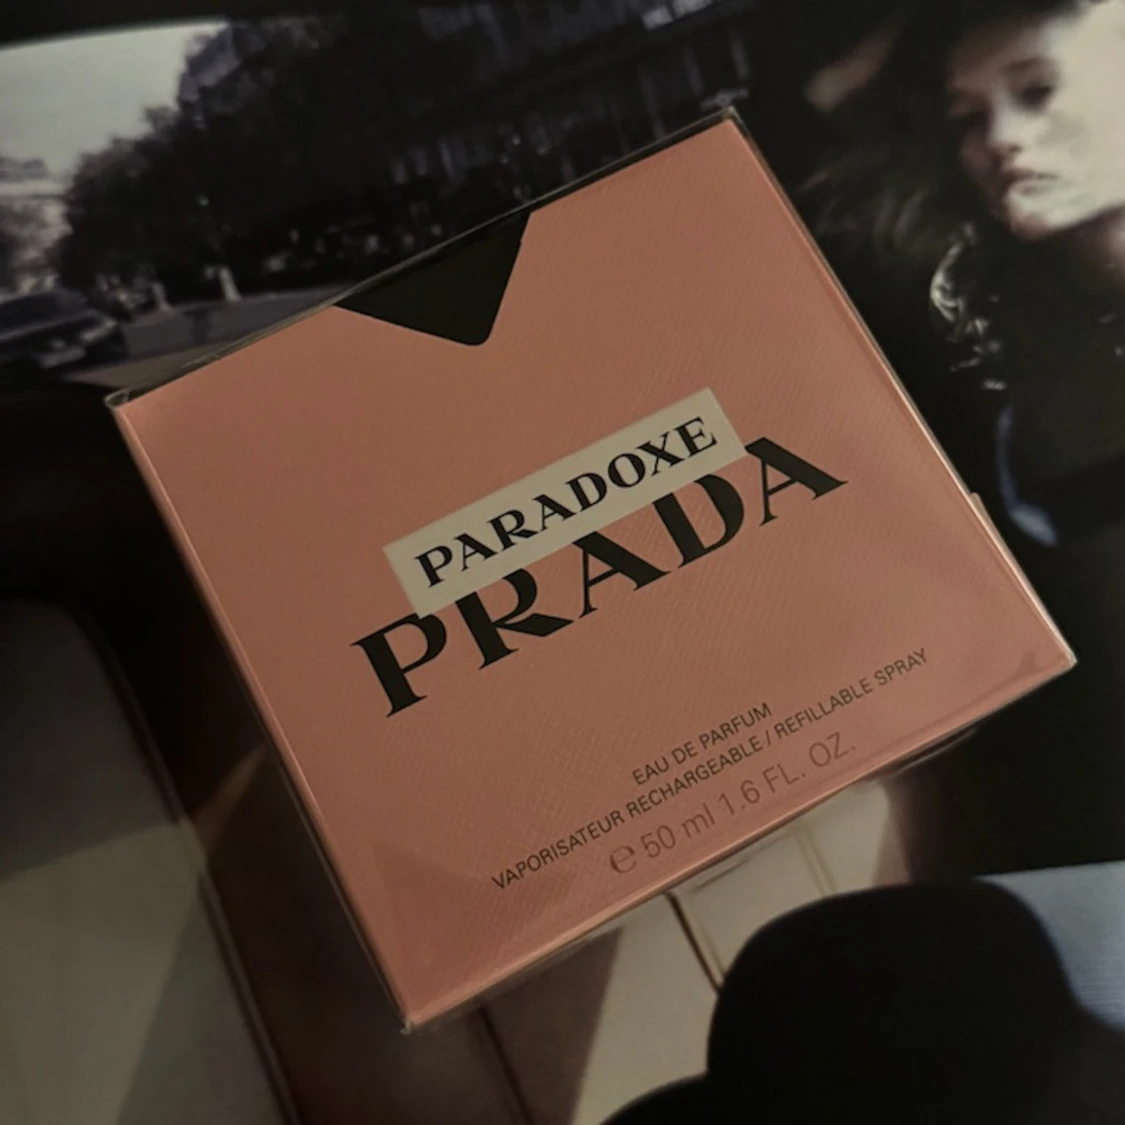 PARADOXE
PRADA
EAU DE PARFUM
VAPORISATEUR RECHARGEABLE / REFILLABLE SPRAY
℮ 50 ml 1.6 FL. OZ.